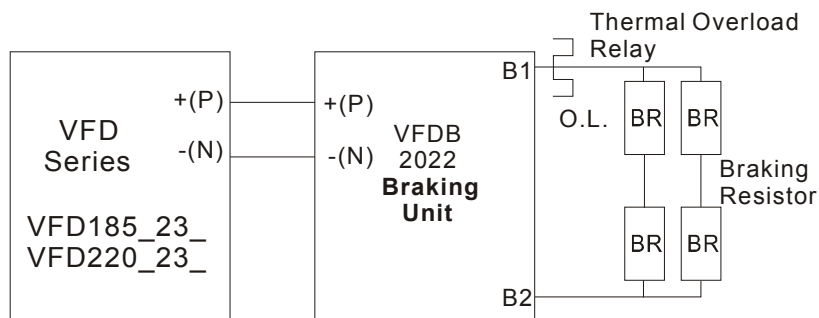 VFD
Series
VFD185_23_
VFD220_23_
+(P)
-(N)
+(P)
-(N)
VFDB
2022
Braking
Unit
B1
B2
Thermal Overload
Relay
O.L.
BR
BR
BR
BR
Braking
Resistor